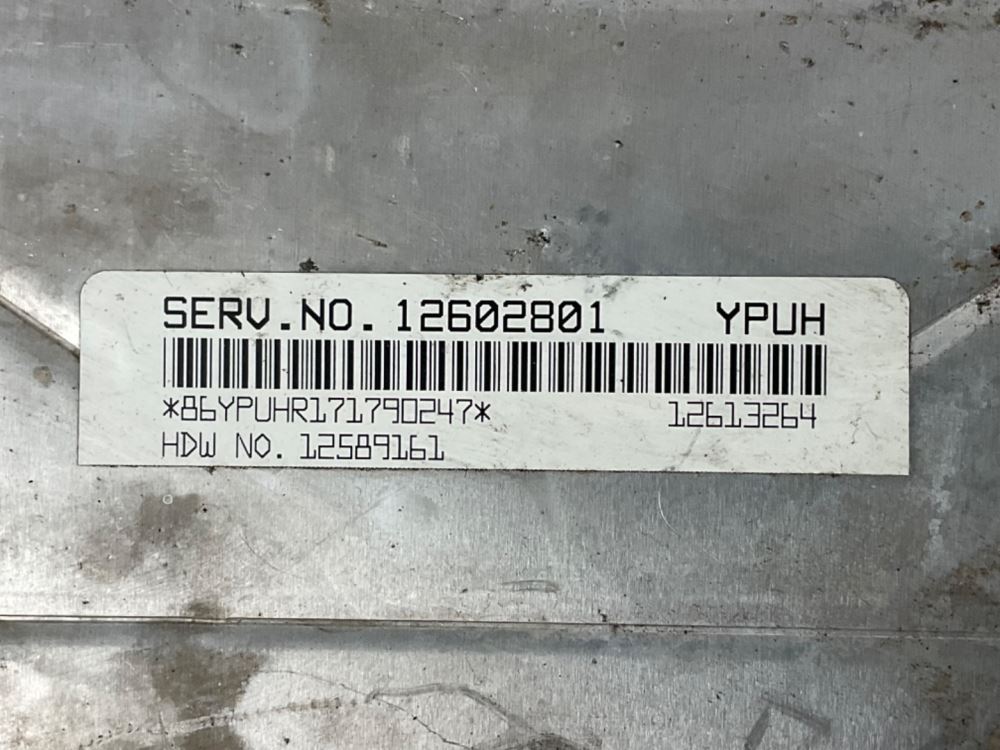 SERV.NO.12602801 YPUH
*86YPUHR171790247* 12613264
HDW NO. 12589161